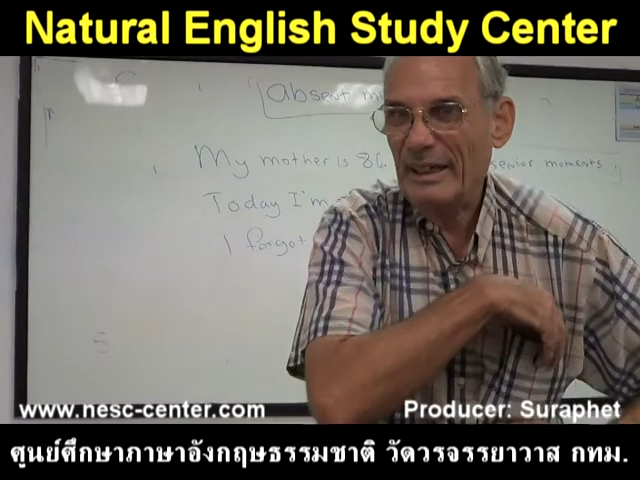 Natural English Study Center
absent
My mother is 86. senior moments
Today I'm
I forgot
www.nesc-center.com Producer: Suraphet
ศูนย์ศึกษาภาษาอังกฤษธรรมชาติ วัดวรจรรยาวาส กทม.